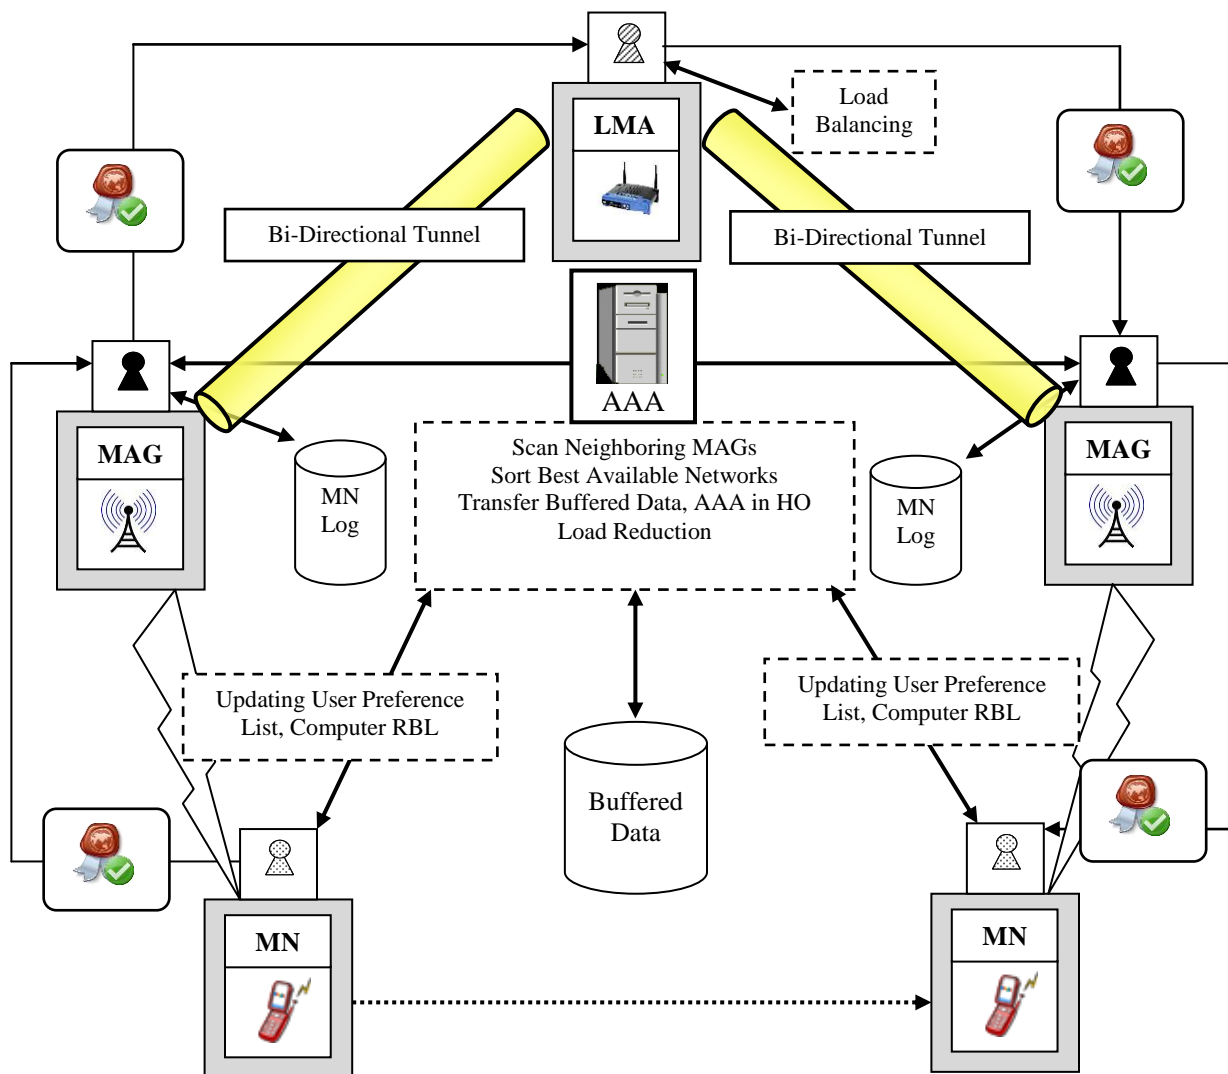 LMA
Load
Balancing
Bi-Directional Tunnel
Bi-Directional Tunnel
AAA
MAG
MAG
MN
Log
Scan Neighboring MAGs
Sort Best Available Networks
Transfer Buffered Data, AAA in HO
Load Reduction
MN
Log
Updating User Preference
List, Computer RBL
Updating User Preference
List, Computer RBL
Buffered
Data
MN
MN